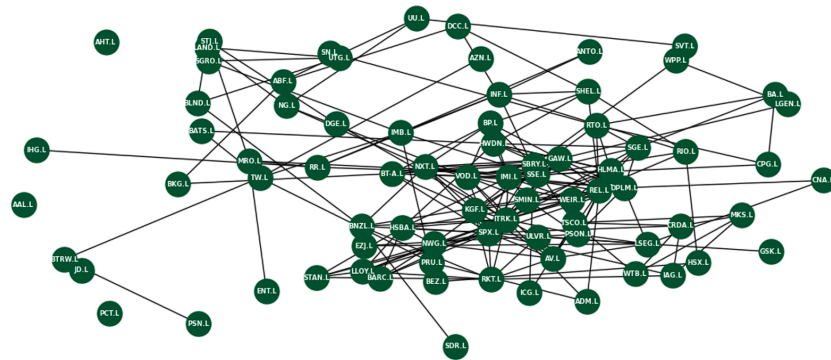 UU.L
DCC.L
STJ.L
AHT.L
LAND.L
SVT.L
SN.L
ANTO.L
UTG.L
AZN.L
WPP.L
SGRO.L
ABF.L
SHEL.L
INF.L
BA.L
BLND.L
NG.L
LGEN.L
DGE.L
BP.L
RTO.L
BATS.L
IMB.L
HWDN.L
SGE.L
IHG.L
RIO.L
GAW.L
MRO.L
SBRY.L
CPG.L
RR.L
NXT.L
HLMA.L
BT-A.L
SSE.L
TW.L
VOD.L
IMI.L
CNA.L
BKG.L
REL.L
DPLM.L
SMIN.L
WEIR.L
AAL.L
KGF.L
MKS.L
ITRK.L
TSCO.L
BNZL.L
HSBA.L
CRDA.L
SPX.L
ULVR.L
PSON.L
EZJ.L
NWG.L
LSEG.L
GSK.L
BTRW.L
AV.L
PRU.L
HSX.L
JD.L
LLOY.L
WTB.L
IAG.L
STAN.L
BARC.L
RKT.L
BEZ.L
ENT.L
ICG.L
ADM.L
PCT.L
PSN.L
SDR.L